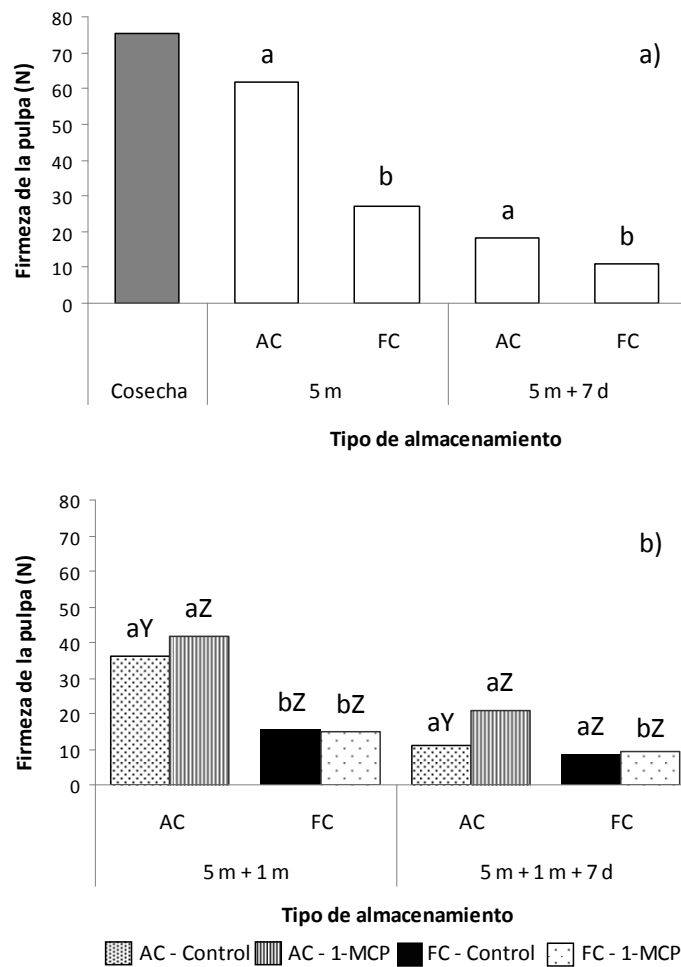 a)
Firmeza de la pulpa (N)
80
70
60
50
40
30
20
10
0
a
b
a
b
AC
FC
AC
FC
Cosecha
5 m
5 m + 7 d
Tipo de almacenamiento
b)
Firmeza de la pulpa (N)
80
70
60
50
40
30
20
10
0
aY
aZ
bZ
bZ
aY
aZ
aZ
bZ
AC
FC
AC
FC
5 m + 1 m
5 m + 1 m + 7 d
Tipo de almacenamiento
AC - Control AC - 1-MCP FC - Control FC - 1-MCP